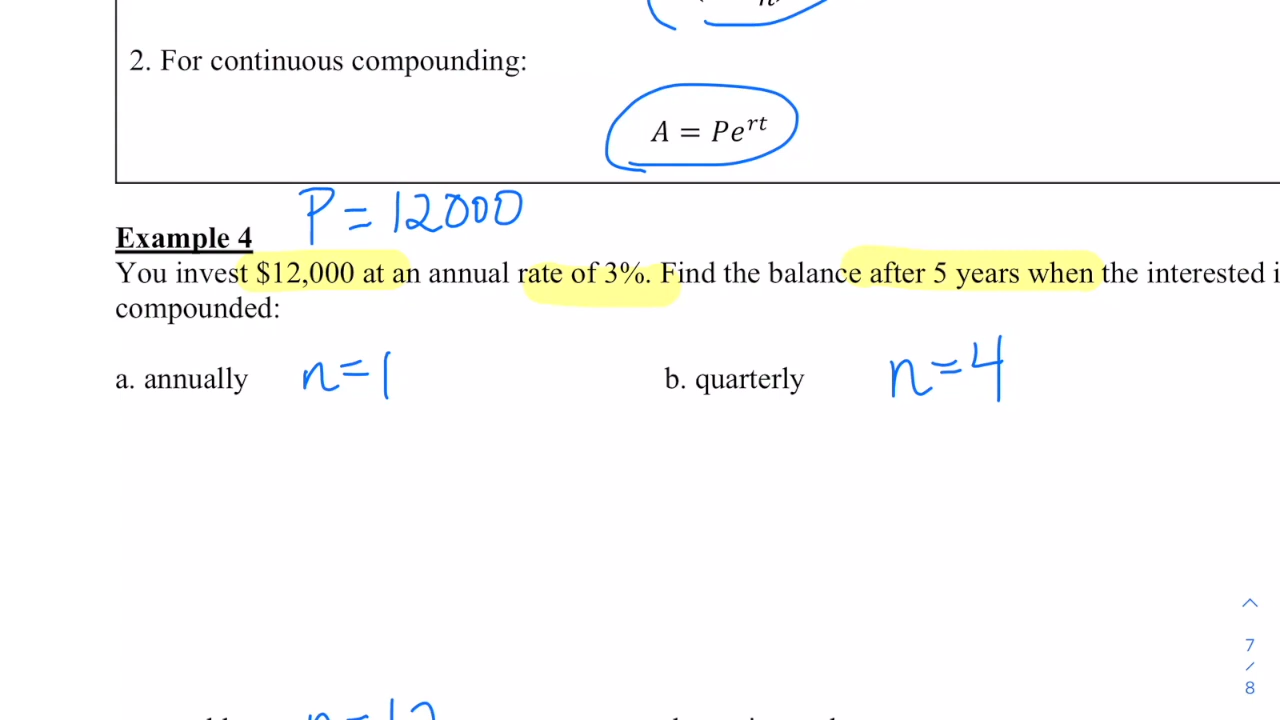 2. For continuous compounding:
A = Pe^{rt}
P = 12000
Example 4
You invest $12,000 at an annual rate of 3%. Find the balance after 5 years when the interested i
compounded:
a. annually n=1 b. quarterly n=4
7
/
8
n=12